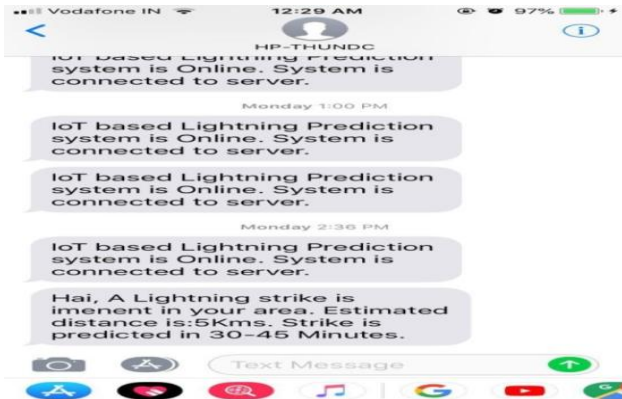 Vodafone IN 12:29 AM 97%
HP-THUNDC
IoT based Lightning Prediction
system is Online. System is
connected to server.
Monday 1:00 PM
IoT based Lightning Prediction
system is Online. System is
connected to server.
IoT based Lightning Prediction
system is Online. System is
connected to server.
Monday 2:36 PM
IoT based Lightning Prediction
system is Online. System is
connected to server.
Hai, A Lightning strike is
imenent in your area. Estimated
distance is:5Kms. Strike is
predicted in 30-45 Minutes.
Text Message